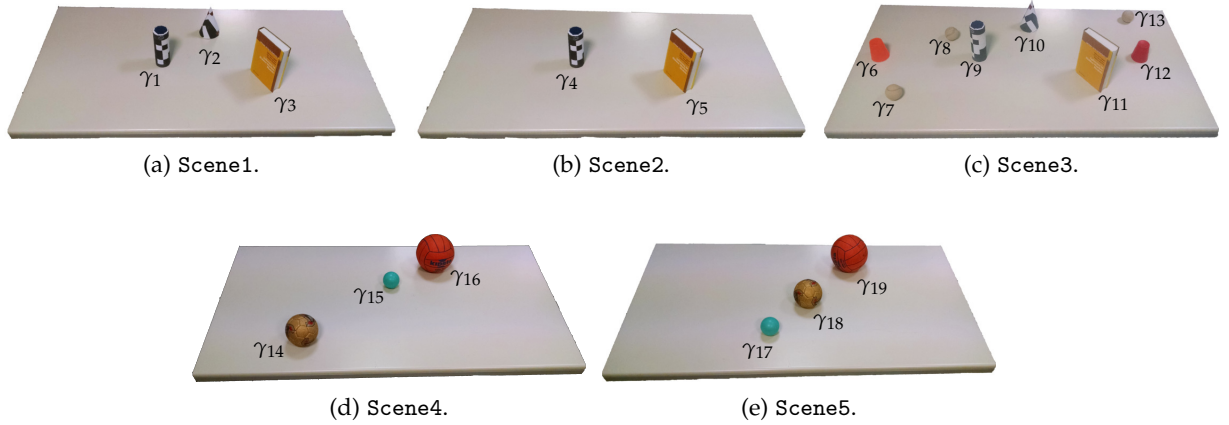 γ1
γ2
γ3
(a) Scene1.
γ4
γ5
(b) Scene2.
γ6
γ7
γ8
γ9
γ10
γ11
γ12
γ13
(c) Scene3.
γ14
γ15
γ16
(d) Scene4.
γ17
γ18
γ19
(e) Scene5.